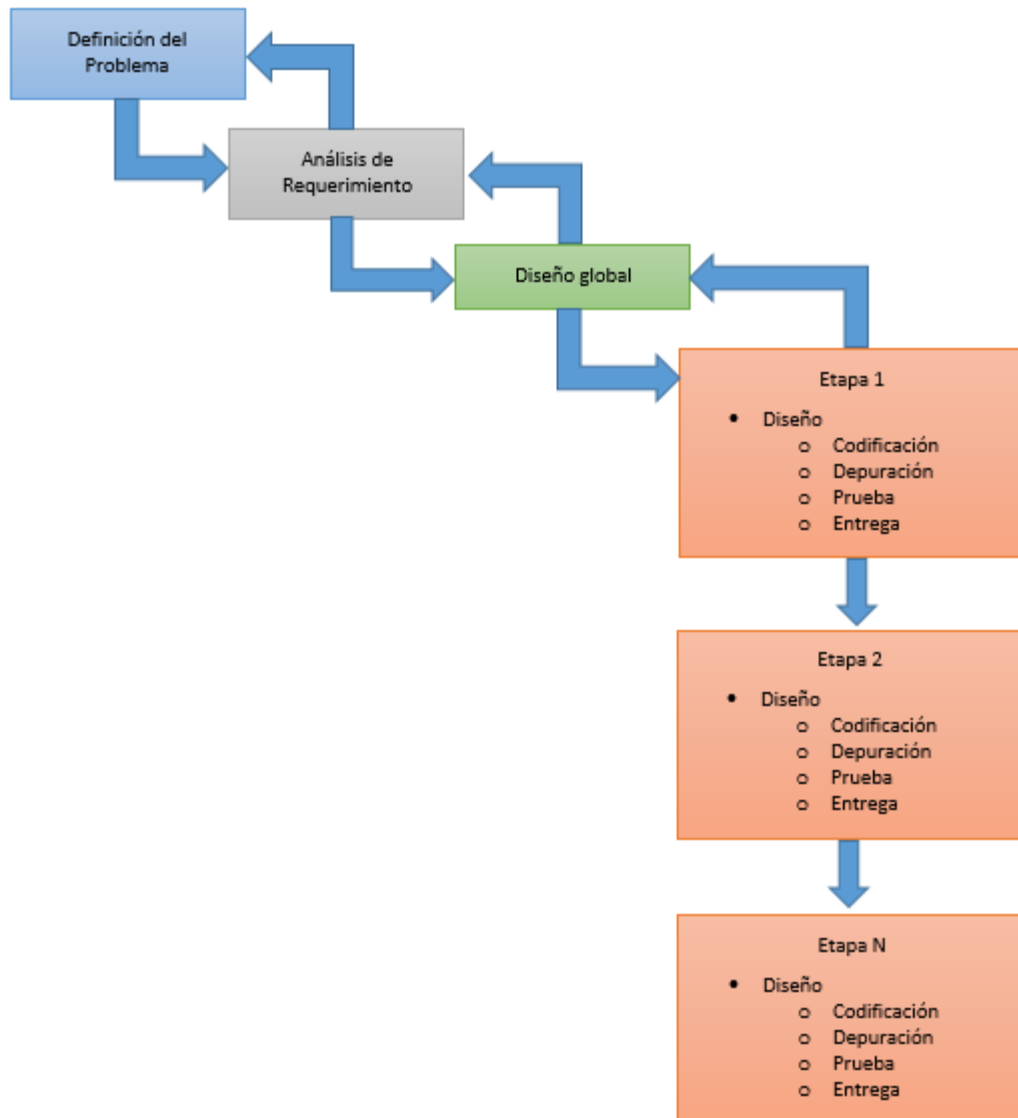 Definición del
Problema
Análisis de
Requerimiento
Diseño global
Etapa 1
• Diseño
o Codificación
o Depuración
o Prueba
o Entrega
Etapa 2
• Diseño
o Codificación
o Depuración
o Prueba
o Entrega
Etapa N
• Diseño
o Codificación
o Depuración
o Prueba
o Entrega